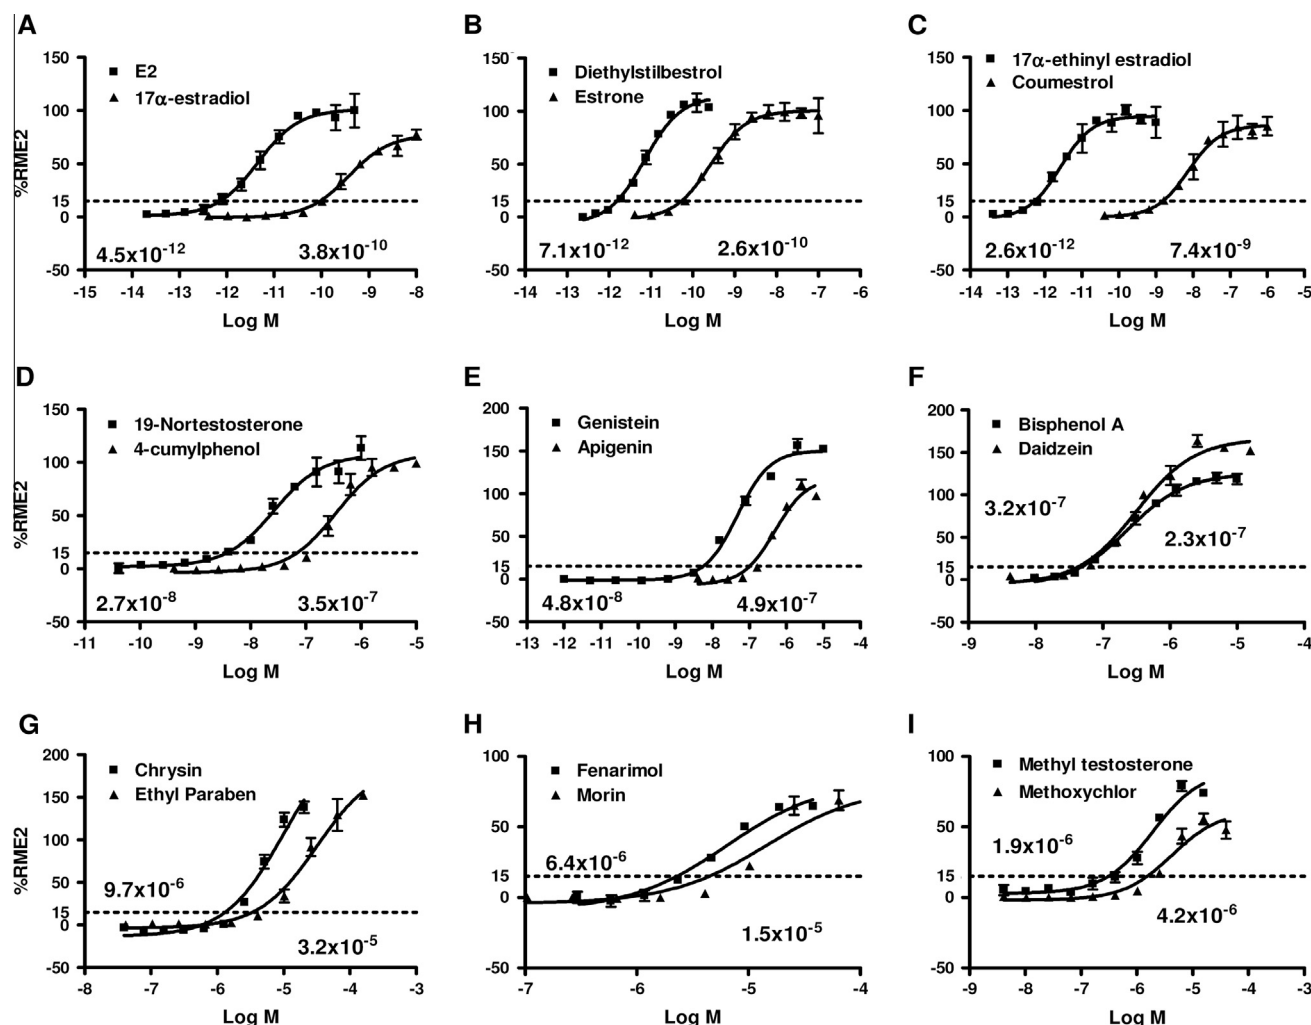 A
B
C
150
100
50
15
0
-50
%RME2
E2
17α-estradiol
4.5x10-12
3.8x10-10
-15 -14 -13 -12 -11 -10 -9 -8
Log M
150
100
50
15
0
-50
Diethylstilbestrol
Estrone
7.1x10-12
2.6x10-10
-14 -13 -12 -11 -10 -9 -8 -7 -6
Log M
150
100
50
15
0
-50
17α-ethinyl estradiol
Coumestrol
2.6x10-12
7.4x10-9
-14 -13 -12 -11 -10 -9 -8 -7 -6 -5
Log M
D
E
F
150
100
50
15
0
-50
%RME2
19-Nortestosterone
4-cumylphenol
2.7x10-8
3.5x10-7
-11 -10 -9 -8 -7 -6 -5
Log M
200
150
100
50
15
0
-50
Genistein
Apigenin
4.8x10-8
4.9x10-7
-13 -12 -11 -10 -9 -8 -7 -6 -5 -4
Log M
200
150
100
50
15
0
-50
Bisphenol A
Daidzein
3.2x10-7
2.3x10-7
-9 -8 -7 -6 -5 -4
Log M
G
H
I
200
150
100
50
15
0
-50
%RME2
Chrysin
Ethyl Paraben
9.7x10-6
3.2x10-5
-8 -7 -6 -5 -4 -3
Log M
100
50
15
0
-50
Fenarimol
Morin
6.4x10-6
1.5x10-5
-7 -6 -5 -4
Log M
100
50
15
0
-50
Methyl testosterone
Methoxychlor
1.9x10-6
4.2x10-6
-9 -8 -7 -6 -5 -4 -3
Log M